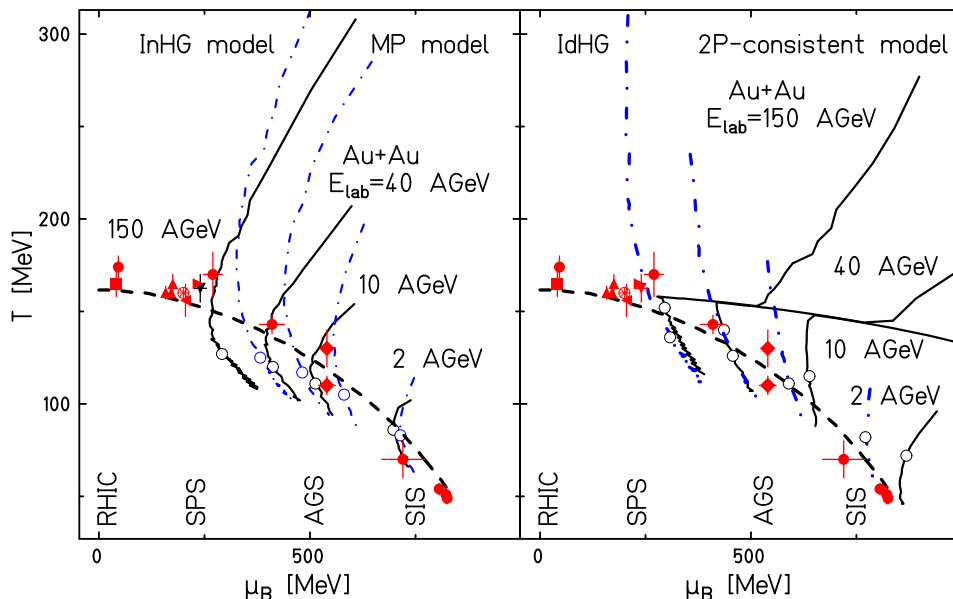 InHG model
MP model
Au+Au
E_lab=40 AGeV
150 AGeV
10 AGeV
2 AGeV
RHIC
SPS
AGS
SIS
300
200
100
T [MeV]
0
500
μ_B [MeV]
IdHG
2P-consistent model
Au+Au
E_lab=150 AGeV
40 AGeV
10 AGeV
2 AGeV
RHIC
SPS
AGS
SIS
0
500
μ_B [MeV]